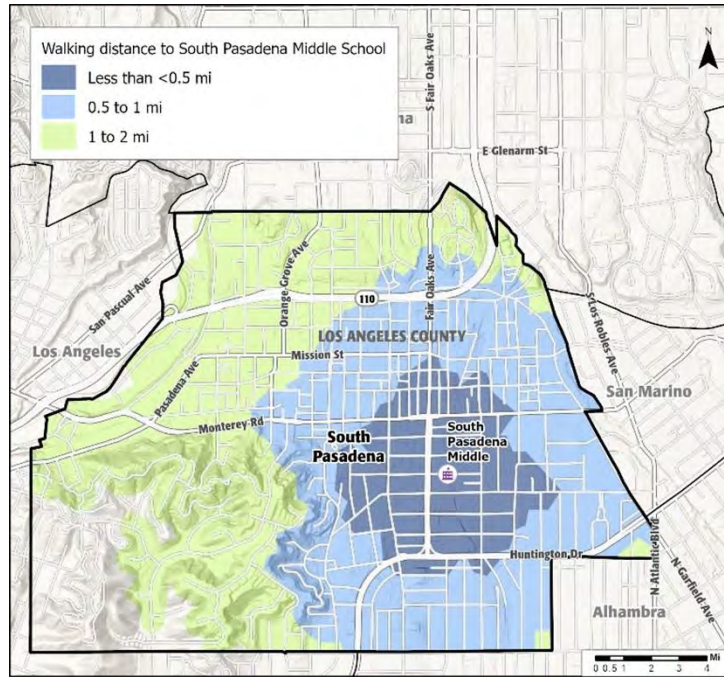 Walking distance to South Pasadena Middle School
Less than <0.5 mi
0.5 to 1 mi
1 to 2 mi
N
S Fair Oaks Ave
na
E Glenarm St
San Pascual Ave
Orange Grove Ave
110
Fair Oaks Ave
LOS ANGELES COUNTY
S Los Robles Ave
Los Angeles
Mission St
Pasadena Ave
San Marino
Monterey Rd
South
Pasadena
South
Pasadena
Middle
Huntington Dr
N Atlantic Blvd
N Garfield Ave
Alhambra
Mi
0 0.5 1 2 3 4